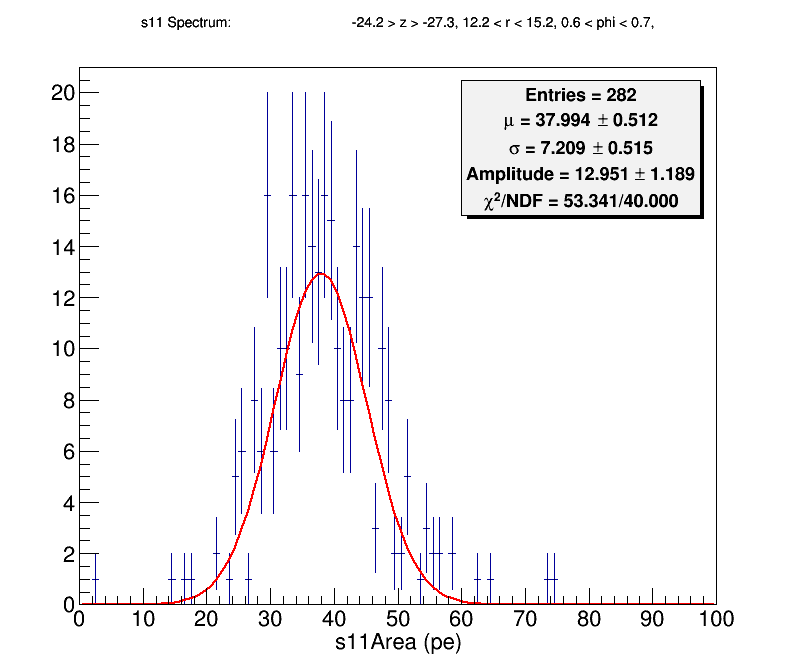 s11 Spectrum: -24.2 > z > -27.3, 12.2 < r < 15.2, 0.6 < phi < 0.7,
Entries = 282
μ = 37.994 ± 0.512
σ = 7.209 ± 0.515
Amplitude = 12.951 ± 1.189
χ²/NDF = 53.341/40.000
20
18
16
14
12
10
8
6
4
2
0
0 10 20 30 40 50 60 70 80 90 100
s11Area (pe)